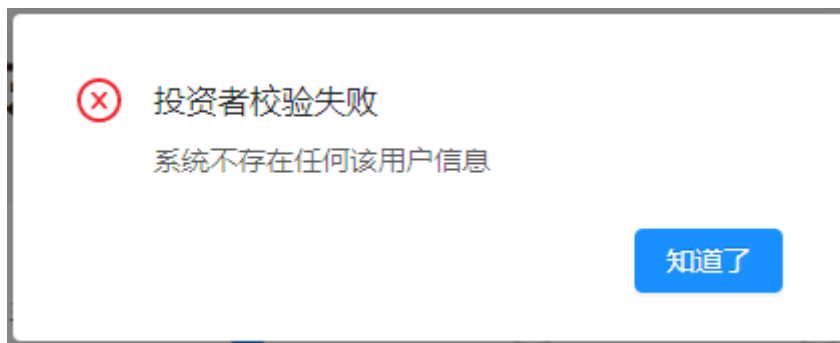 投资者校验失败
系统不存在任何该用户信息
知道了